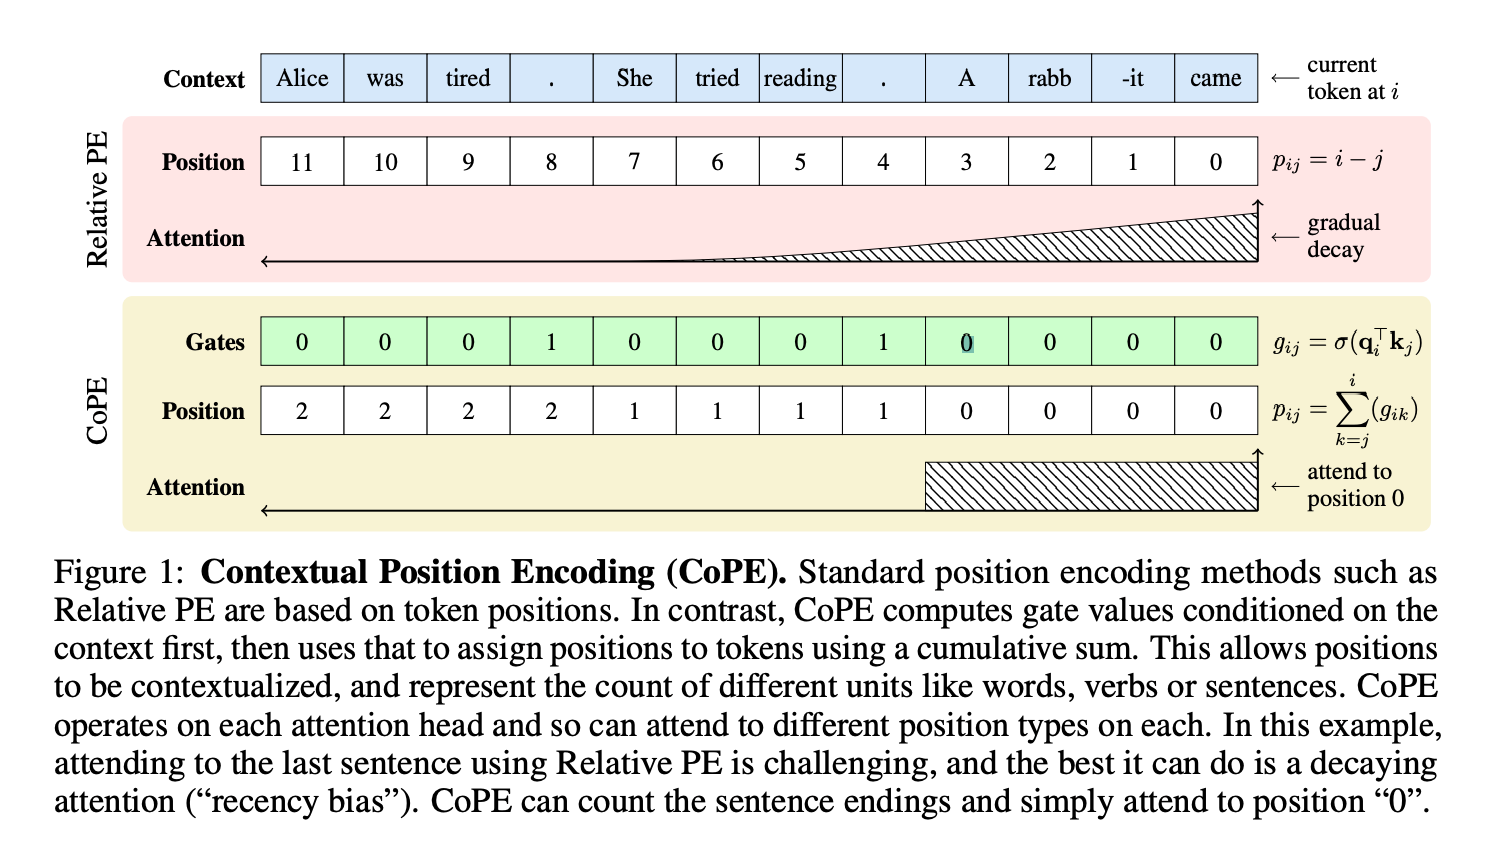 Context Alice was tired . She tried reading . A rabb -it came ← current token at i
Relative PE
Position 11 10 9 8 7 6 5 4 3 2 1 0 p_{ij} = i − j
Attention ← gradual decay
CoPE
Gates 0 0 0 1 0 0 0 1 0 0 0 0 g_{ij} = σ(q_i^⊤ k_j)
Position 2 2 2 2 1 1 1 1 0 0 0 0 p_{ij} = ∑_{k=j}^{i} (g_{ik})
Attention ← attend to position 0
Figure 1: Contextual Position Encoding (CoPE). Standard position encoding methods such as
Relative PE are based on token positions. In contrast, CoPE computes gate values conditioned on the
context first, then uses that to assign positions to tokens using a cumulative sum. This allows positions
to be contextualized, and represent the count of different units like words, verbs or sentences. CoPE
operates on each attention head and so can attend to different position types on each. In this example,
attending to the last sentence using Relative PE is challenging, and the best it can do is a decaying
attention (“recency bias”). CoPE can count the sentence endings and simply attend to position “0”.